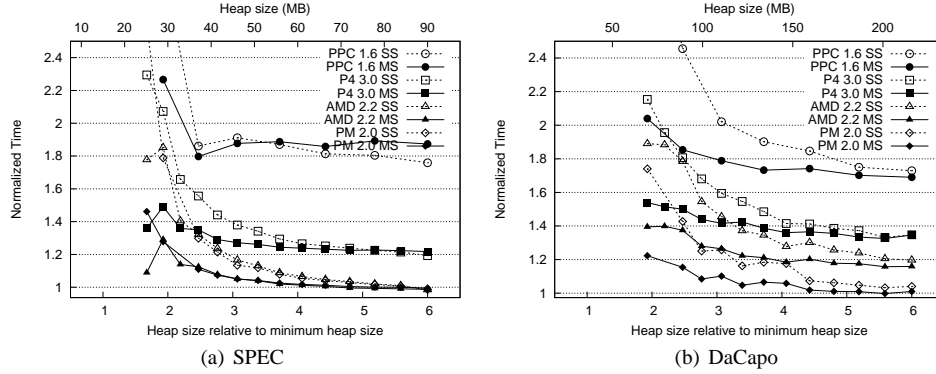 Heap size (MB)
10 20 30 40 50 60 70 80 90
2.4
2.2
2
1.8
1.6
1.4
1.2
1
Normalized Time
PPC 1.6 SS
PPC 1.6 MS
P4 3.0 SS
P4 3.0 MS
AMD 2.2 SS
AMD 2.2 MS
PM 2.0 SS
PM 2.0 MS
1 2 3 4 5 6
Heap size relative to minimum heap size
(a) SPEC
Heap size (MB)
50 100 150 200
2.4
2.2
2
1.8
1.6
1.4
1.2
1
Normalized Time
PPC 1.6 SS
PPC 1.6 MS
P4 3.0 SS
P4 3.0 MS
AMD 2.2 SS
AMD 2.2 MS
PM 2.0 SS
PM 2.0 MS
1 2 3 4 5 6
Heap size relative to minimum heap size
(b) DaCapo